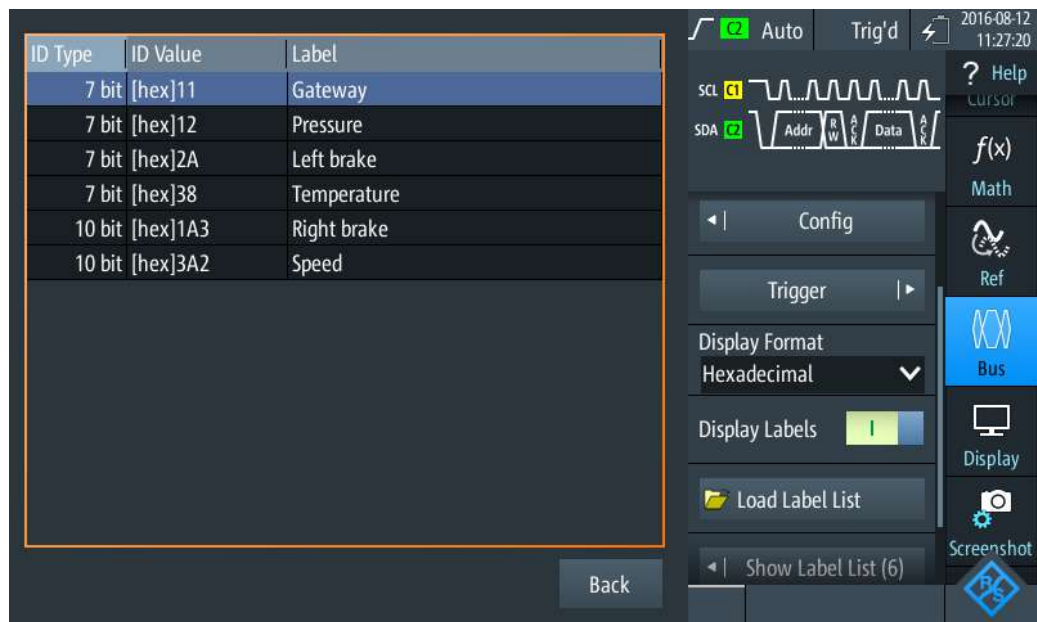 ID Type ID Value Label
7 bit [hex]11 Gateway
7 bit [hex]12 Pressure
7 bit [hex]2A Left brake
7 bit [hex]38 Temperature
10 bit [hex]1A3 Right brake
10 bit [hex]3A2 Speed
Back
C2 Auto Trig'd
2016-08-12
11:27:20
SCL C1
SDA C2 Addr RW ACK Data ACK
Config
Trigger
Display Format
Hexadecimal
Display Labels I
Load Label List
Show Label List (6)
? Help
Cursor
f(x)
Math
Ref
Bus
Display
Screenshot
R&S